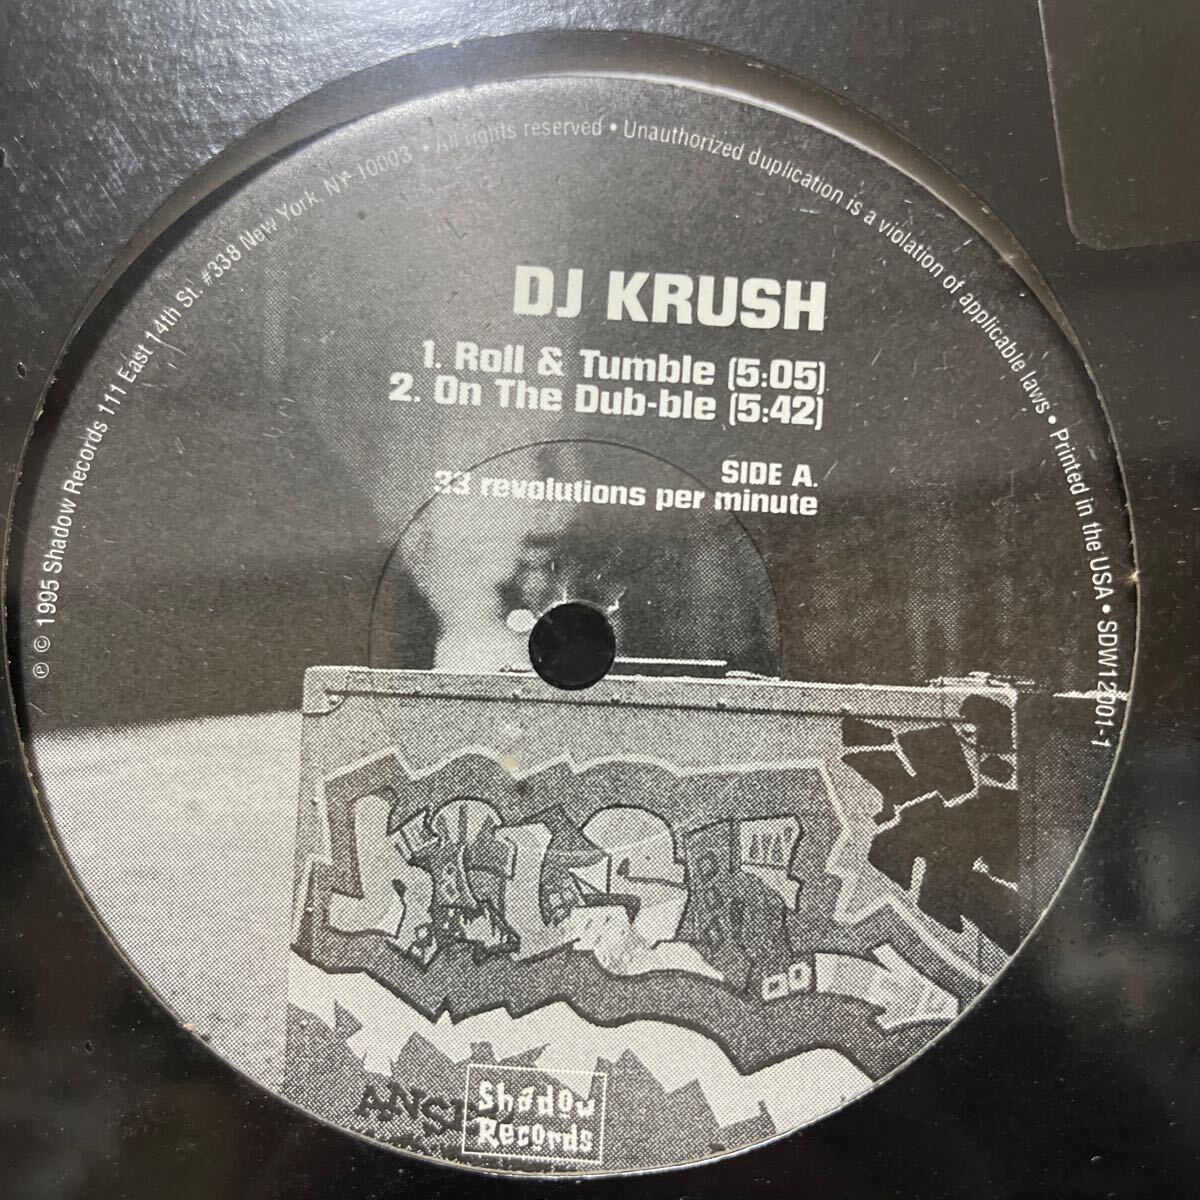 ℗ © 1995 Shadow Records 111 East 14th St. #338 New York, NY 10003 • All rights reserved • Unauthorized duplication is a violation of applicable laws • Printed in the USA • SDW12001-1
DJ KRUSH
1. Roll & Tumble (5:05)
2. On The Dub-ble (5:42)
SIDE A.
33 revolutions per minute
Shadow
Records